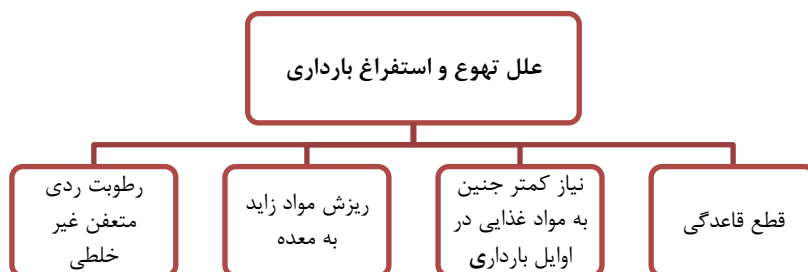 علل تهوع و استفراغ بارداری
قطع قاعدگی
نیاز کمتر جنین
به مواد غذایی در
اوایل بارداری
ریزش مواد زاید
به معده
رطوبت ردی
متعفن غیر
خلطی